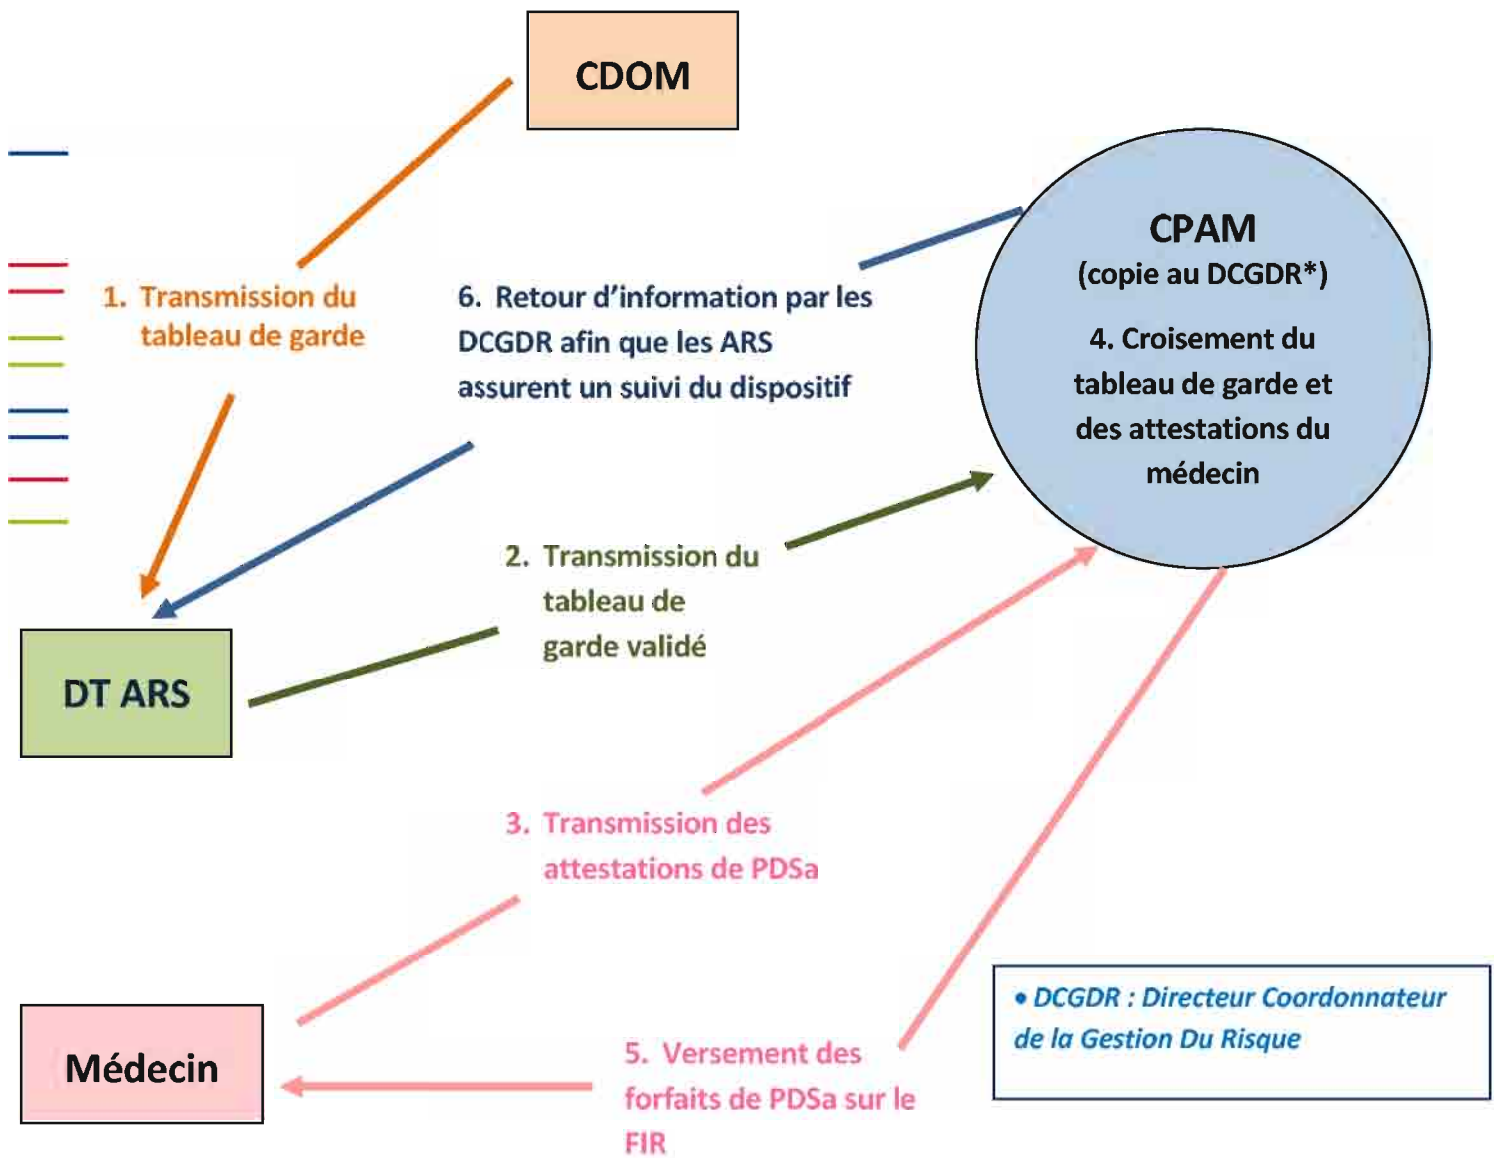 CDOM
CPAM
(copie au DCGDR*)
4. Croisement du
tableau de garde et
des attestations du
médecin
1. Transmission du
tableau de garde
6. Retour d’information par les
DCGDR afin que les ARS
assurent un suivi du dispositif
2. Transmission du
tableau de
garde validé
DT ARS
3. Transmission des
attestations de PDSa
Médecin
5. Versement des
forfaits de PDSa sur le
FIR
• DCGDR : Directeur Coordonnateur
de la Gestion Du Risque